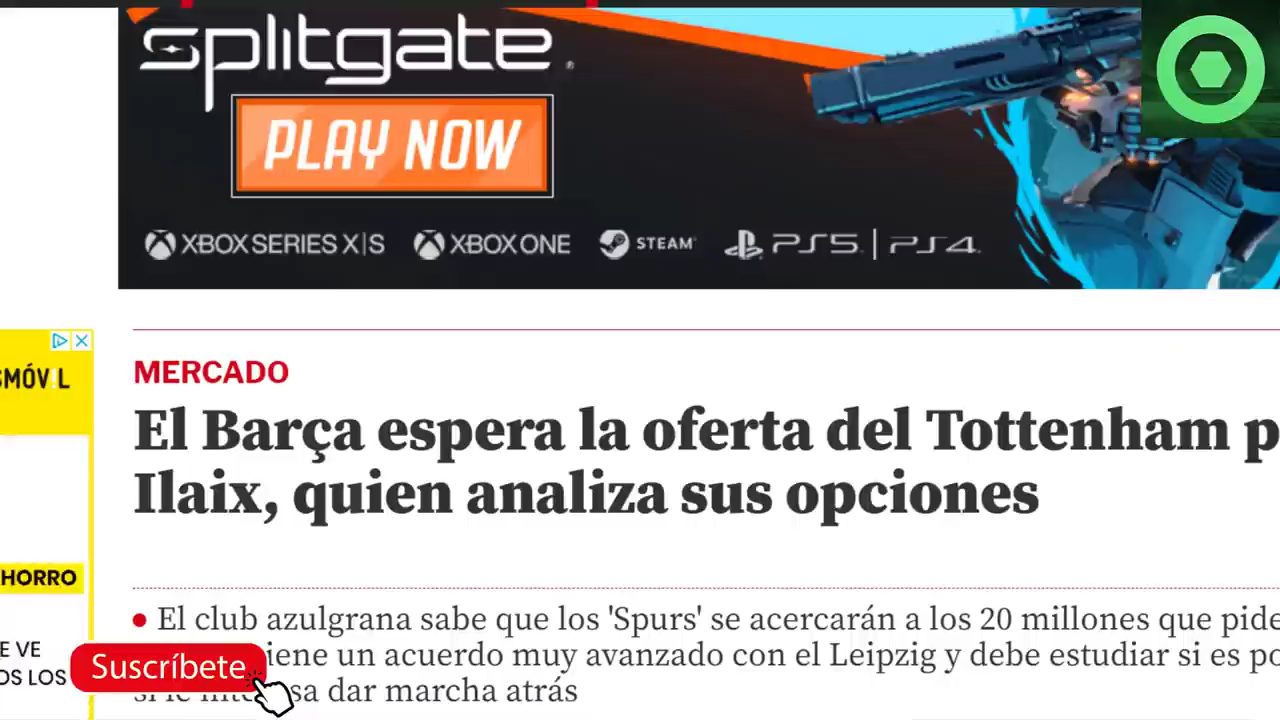 splitgate
PLAY NOW
XBOX SERIES X|S XBOX ONE STEAM PS5 | PS4
MERCADO
El Barça espera la oferta del Tottenham p
Ilaix, quien analiza sus opciones
El club azulgrana sabe que los 'Spurs' se acercarán a los 20 millones que pide
iene un acuerdo muy avanzado con el Leipzig y debe estudiar si es po
sa dar marcha atrás
SMÓVIL
HORRO
E VE
OS LOS
Suscríbete